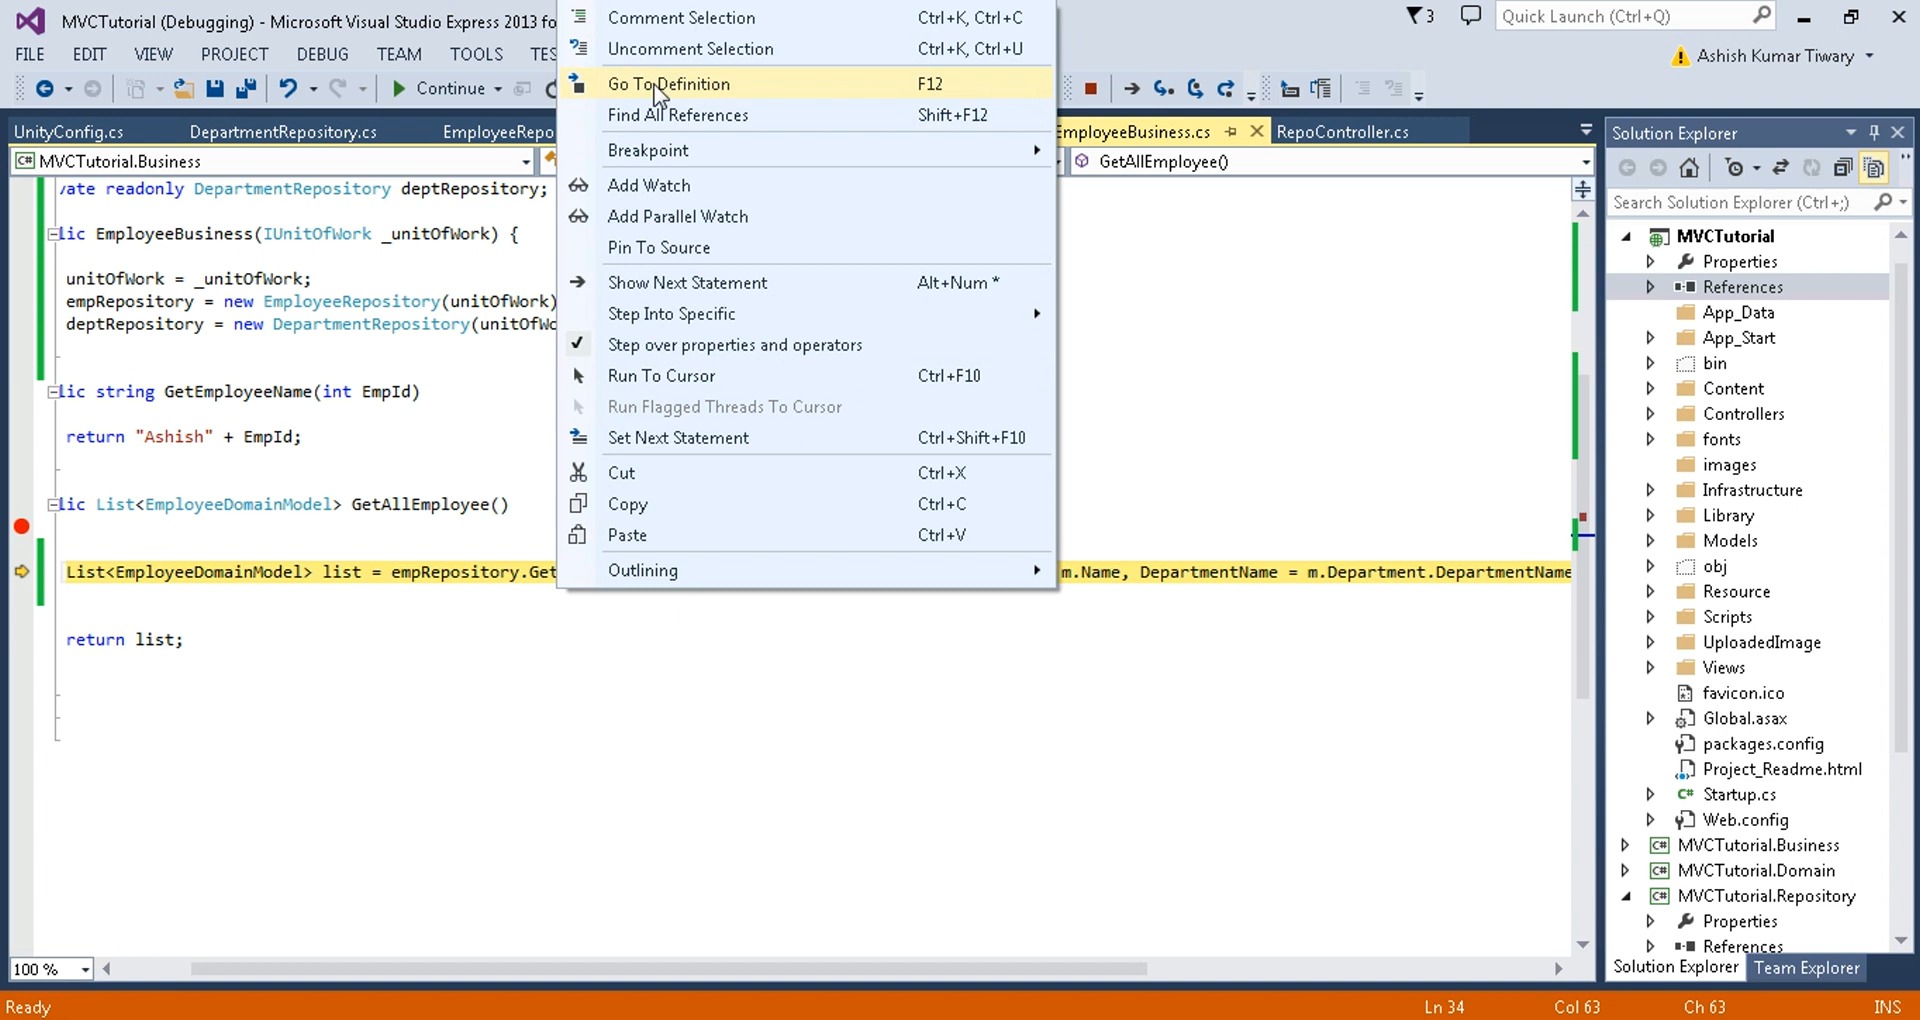 MVCTutorial (Debugging) - Microsoft Visual Studio Express 2013 fo
3
Quick Launch (Ctrl+Q)
FILE EDIT VIEW PROJECT DEBUG TEAM TOOLS TES
Ashish Kumar Tiwary
Continue
UnityConfig.cs DepartmentRepository.cs EmployeeRepo EmployeeBusiness.cs RepoController.cs
MVCTutorial.Business
GetAllEmployee()
vate readonly DepartmentRepository deptRepository;
lic EmployeeBusiness(IUnitOfWork _unitOfWork) {
unitOfWork = _unitOfWork;
empRepository = new EmployeeRepository(unitOfWork)
deptRepository = new DepartmentRepository(unitOfWo
lic string GetEmployeeName(int EmpId)
return "Ashish" + EmpId;
lic List<EmployeeDomainModel> GetAllEmployee()
List<EmployeeDomainModel> list = empRepository.Get m.Name, DepartmentName = m.Department.DepartmentName
return list;
Comment Selection Ctrl+K, Ctrl+C
Uncomment Selection Ctrl+K, Ctrl+U
Go To Definition F12
Find All References Shift+F12
Breakpoint
Add Watch
Add Parallel Watch
Pin To Source
Show Next Statement Alt+Num *
Step Into Specific
Step over properties and operators
Run To Cursor Ctrl+F10
Run Flagged Threads To Cursor
Set Next Statement Ctrl+Shift+F10
Cut Ctrl+X
Copy Ctrl+C
Paste Ctrl+V
Outlining
Solution Explorer
Search Solution Explorer (Ctrl+;)
MVCTutorial
Properties
References
App_Data
App_Start
bin
Content
Controllers
fonts
images
Infrastructure
Library
Models
obj
Resource
Scripts
UploadedImage
Views
favicon.ico
Global.asax
packages.config
Project_Readme.html
Startup.cs
Web.config
MVCTutorial.Business
MVCTutorial.Domain
MVCTutorial.Repository
Properties
References
Solution Explorer Team Explorer
100 %
Ready Ln 34 Col 63 Ch 63 INS